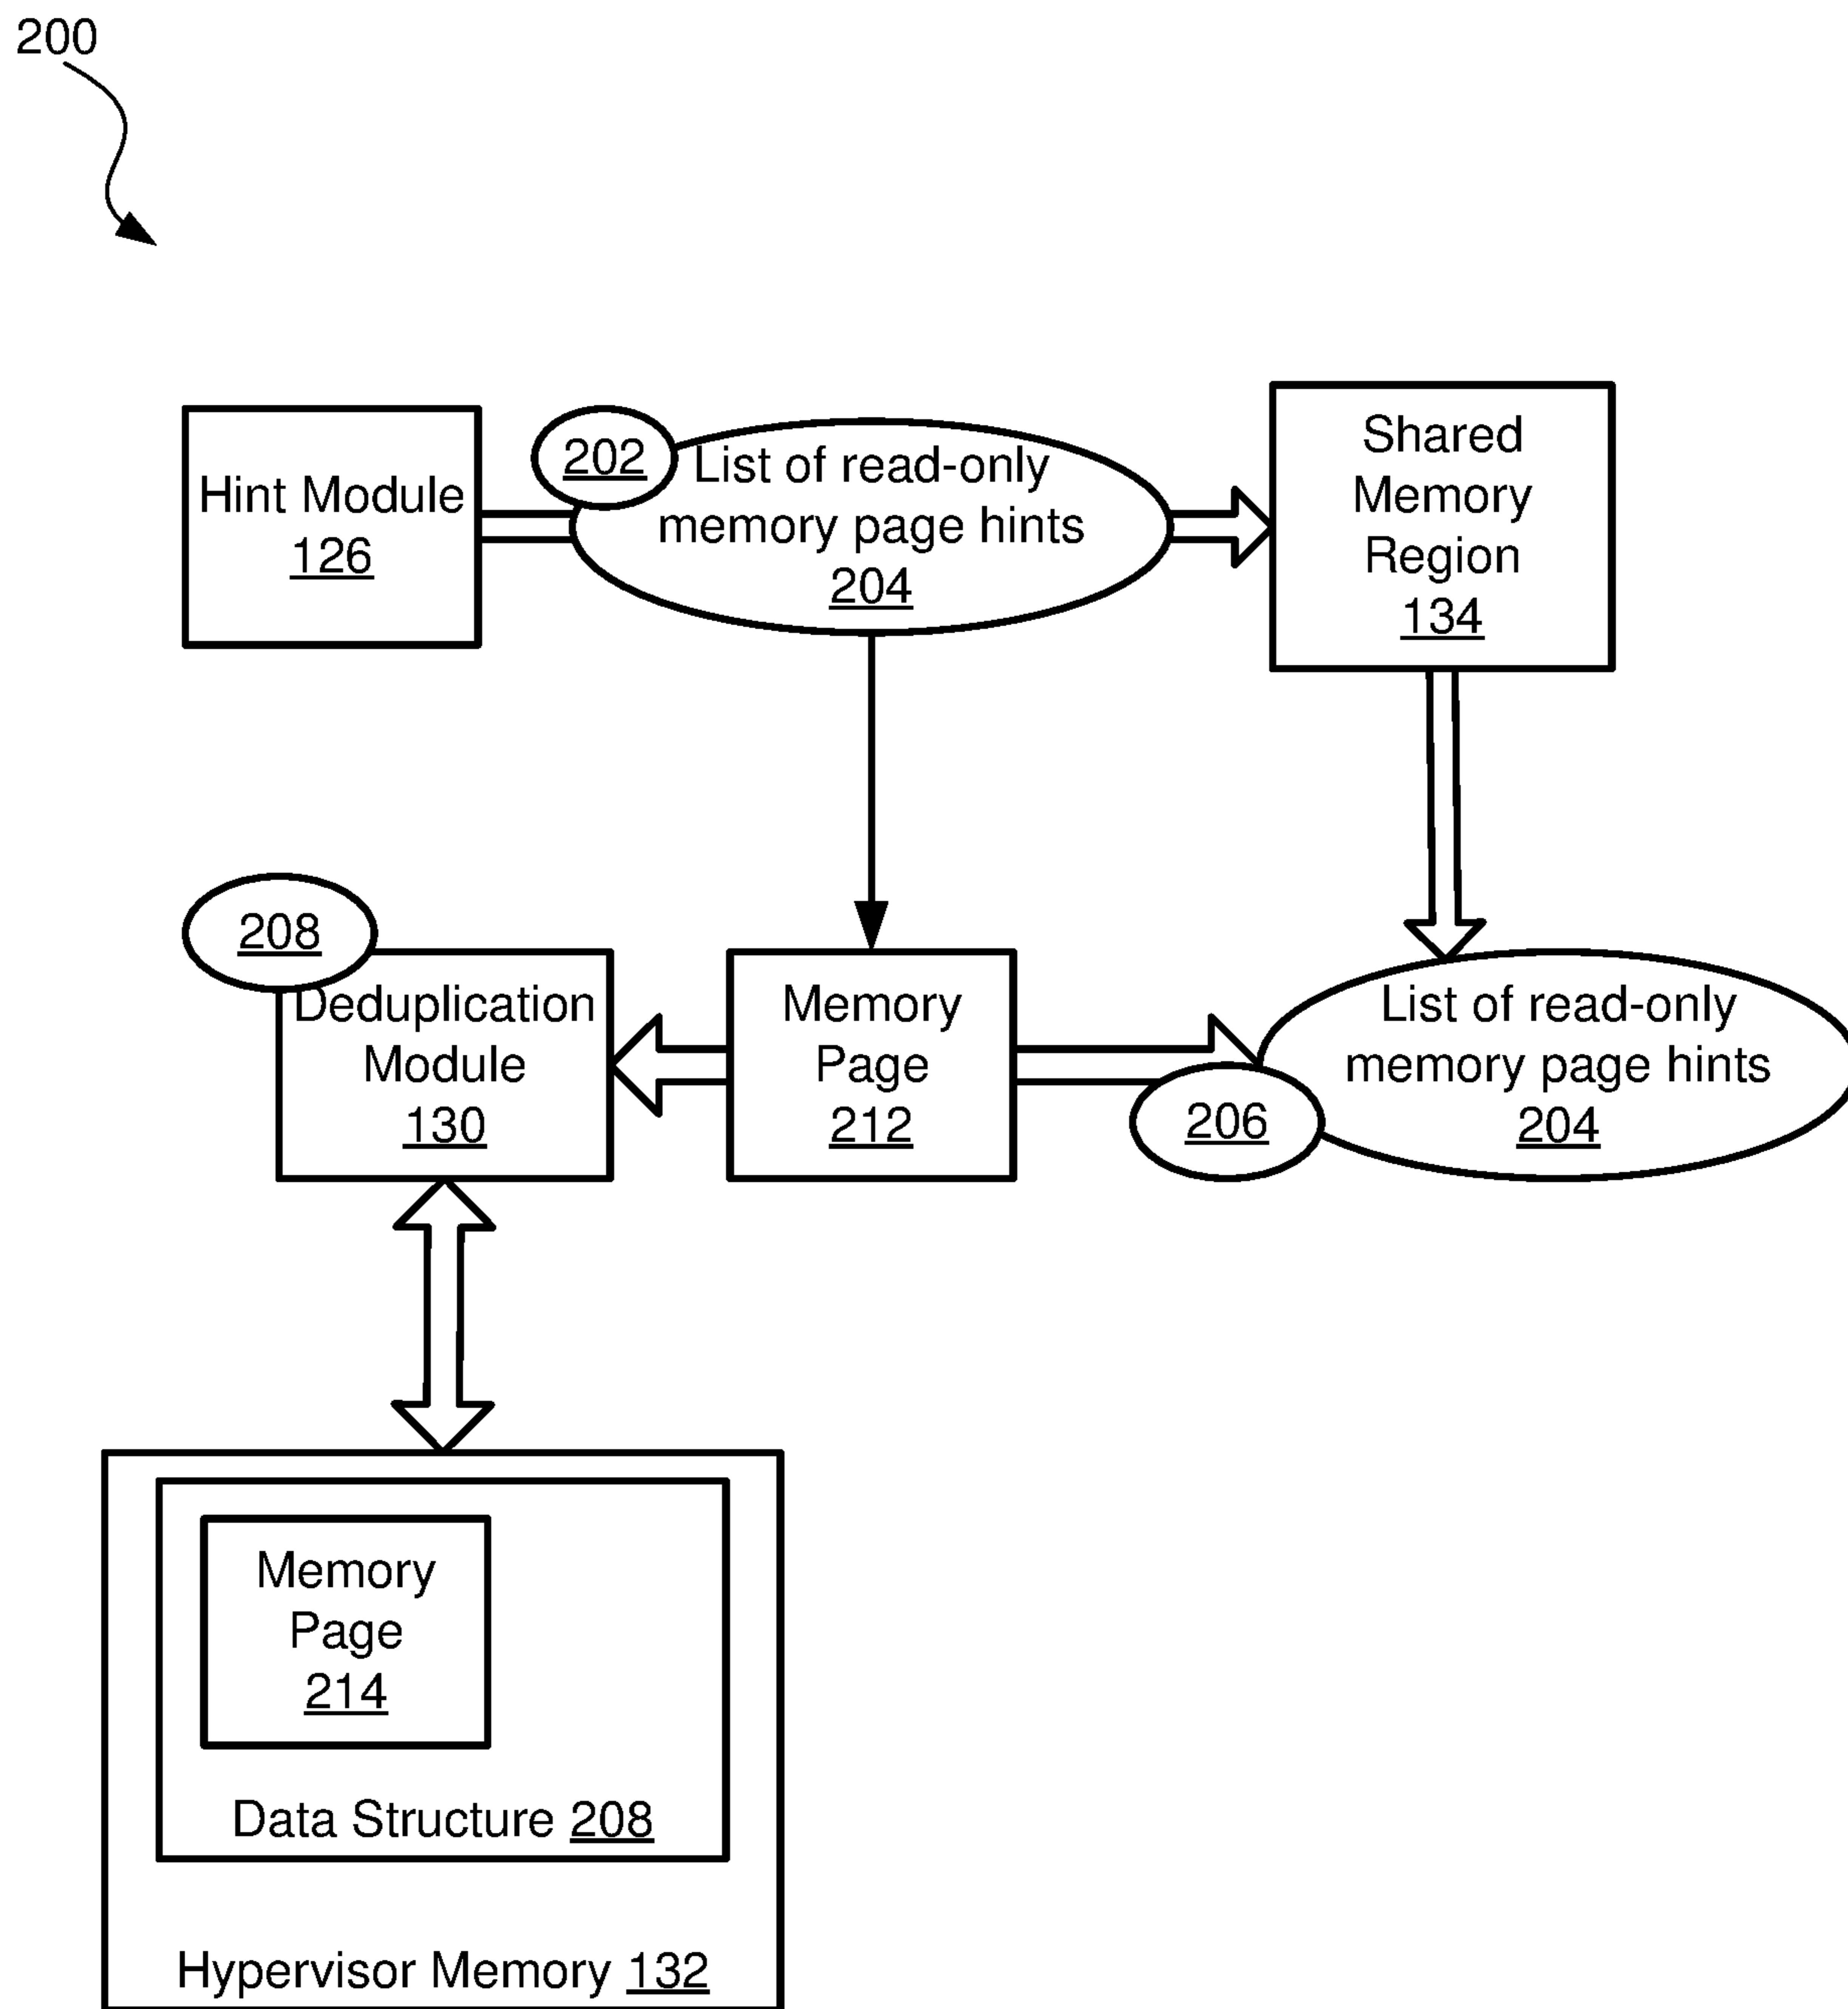 200
Hint Module
126
202
List of read-only
memory page hints
204
Shared
Memory
Region
134
208
Deduplication
Module
130
Memory
Page
212
206
List of read-only
memory page hints
204
Memory
Page
214
Data Structure 208
Hypervisor Memory 132